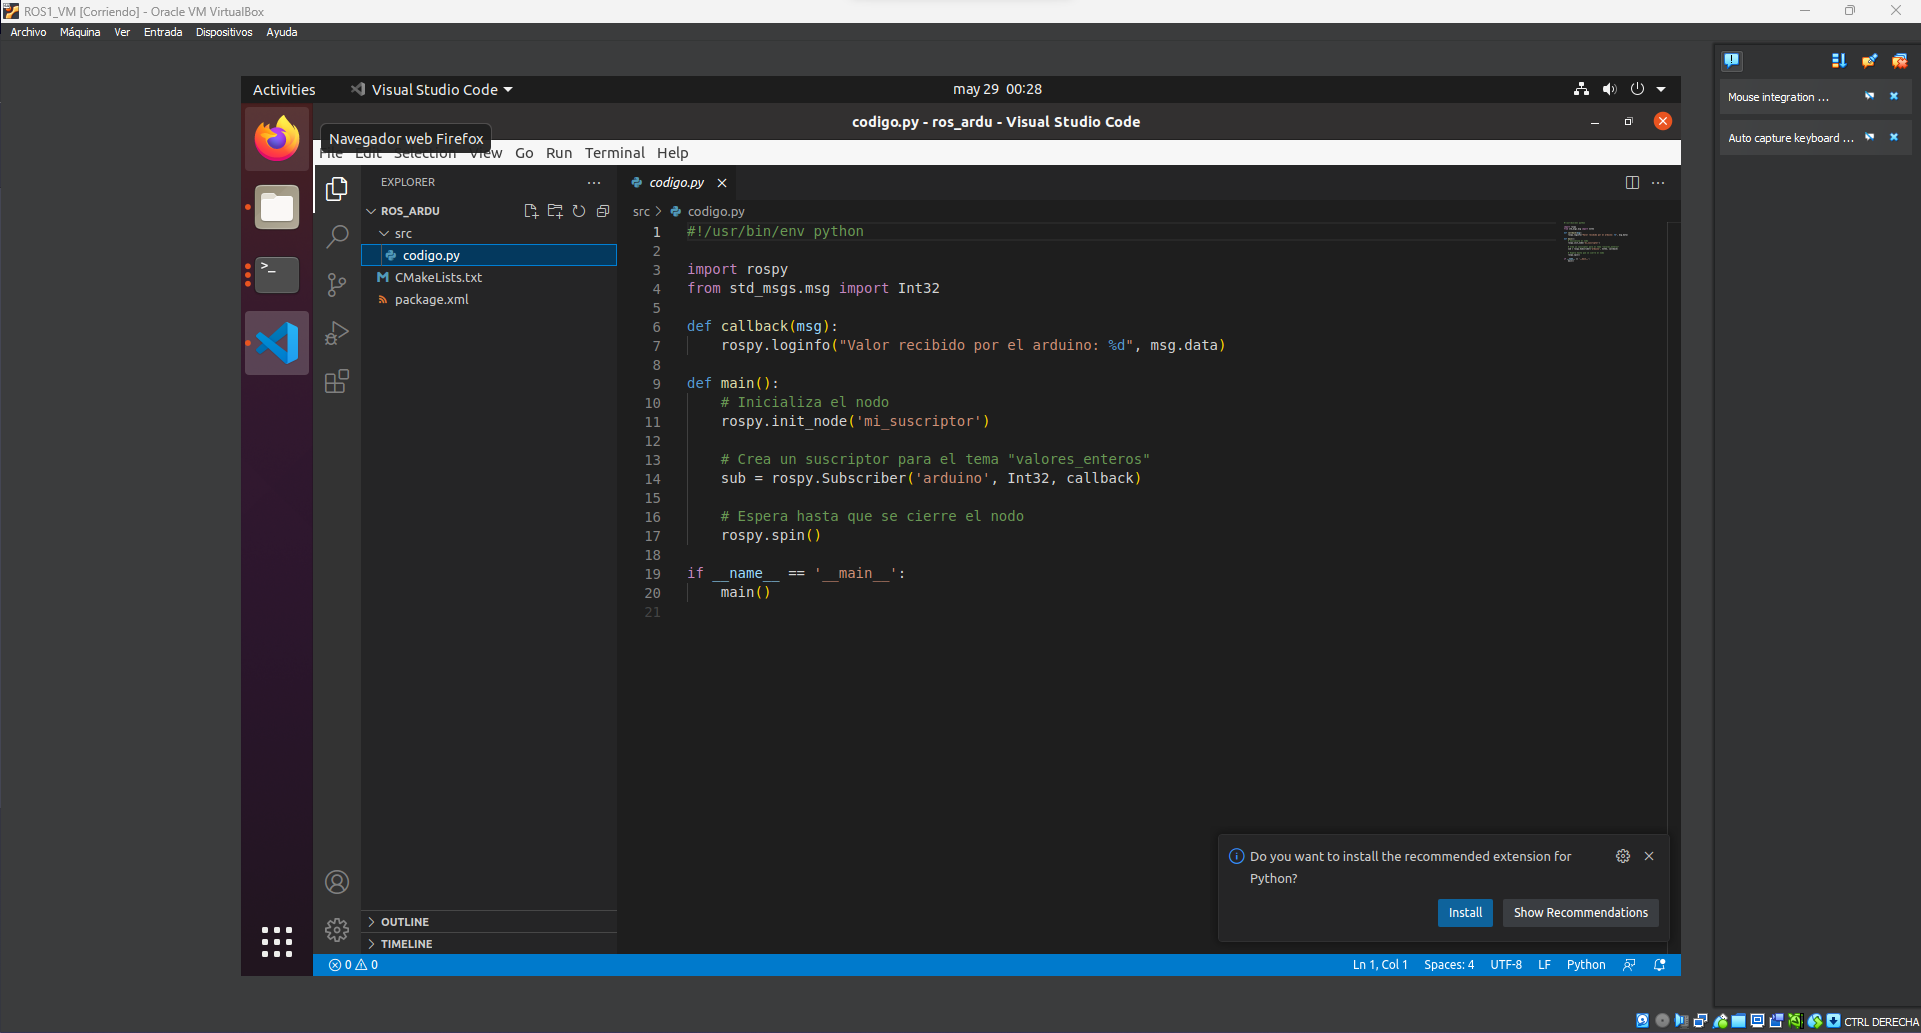 ROS1_VM [Corriendo] - Oracle VM VirtualBox
Archivo Máquina Ver Entrada Dispositivos Ayuda
Activities Visual Studio Code may 29 00:28
codigo.py - ros_ardu - Visual Studio Code
Navegador web Firefox
File Edit Selection View Go Run Terminal Help
EXPLORER
ROS_ARDU
src
codigo.py
CMakeLists.txt
package.xml
OUTLINE
TIMELINE
codigo.py
src > codigo.py
1 #!/usr/bin/env python
2
3 import rospy
4 from std_msgs.msg import Int32
5
6 def callback(msg):
7 rospy.loginfo("Valor recibido por el arduino: %d", msg.data)
8
9 def main():
10 # Inicializa el nodo
11 rospy.init_node('mi_suscriptor')
12
13 # Crea un suscriptor para el tema "valores_enteros"
14 sub = rospy.Subscriber('arduino', Int32, callback)
15
16 # Espera hasta que se cierre el nodo
17 rospy.spin()
18
19 if __name__ == '__main__':
20 main()
21
Do you want to install the recommended extension for
Python?
Install Show Recommendations
0 0 Ln 1, Col 1 Spaces: 4 UTF-8 LF Python
Mouse integration ...
Auto capture keyboard ...
CTRL DERECHA